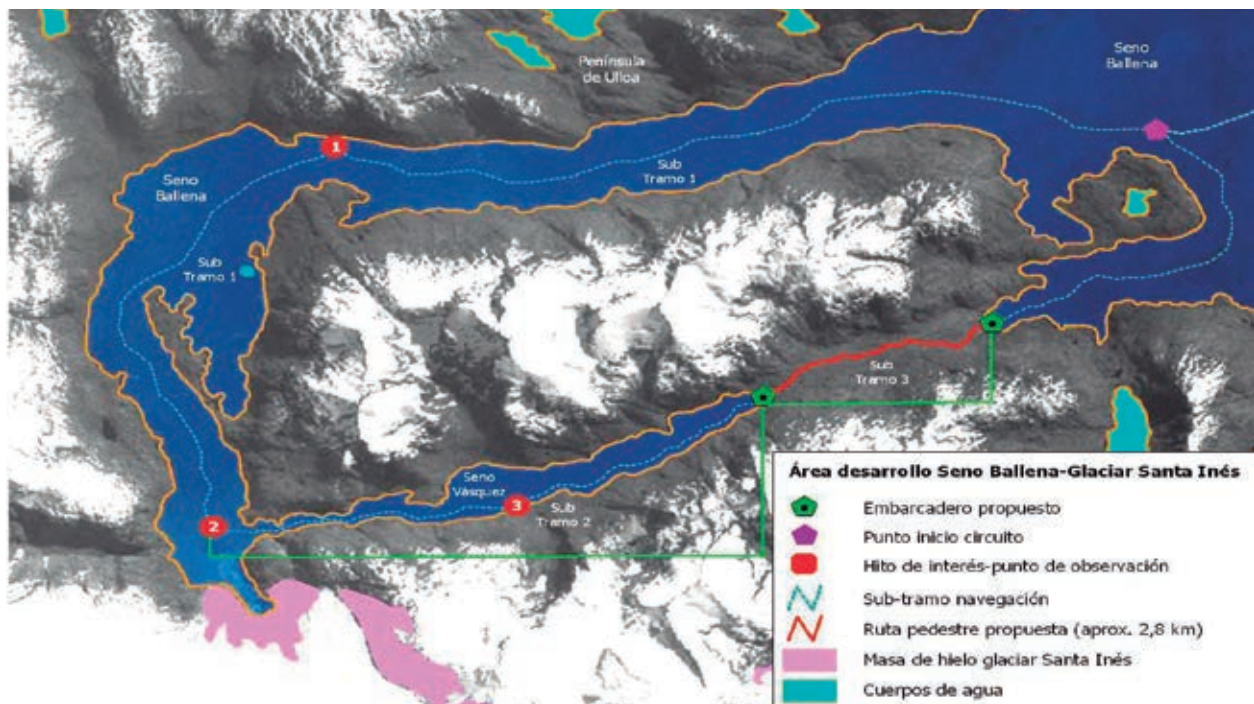 Península
de Ulloa
Seno
Ballena
1
Seno
Ballena
Sub
Tramo 1
Sub
Tramo 1
Sub
Tramo 3
Seno
Vásquez
2
3
Sub
Tramo 2
Área desarrollo Seno Ballena-Glaciar Santa Inés
Embarcadero propuesto
Punto inicio circuito
Hito de interés-punto de observación
Sub-tramo navegación
Ruta pedestre propuesta (aprox. 2,8 km)
Masa de hielo glaciar Santa Inés
Cuerpos de agua